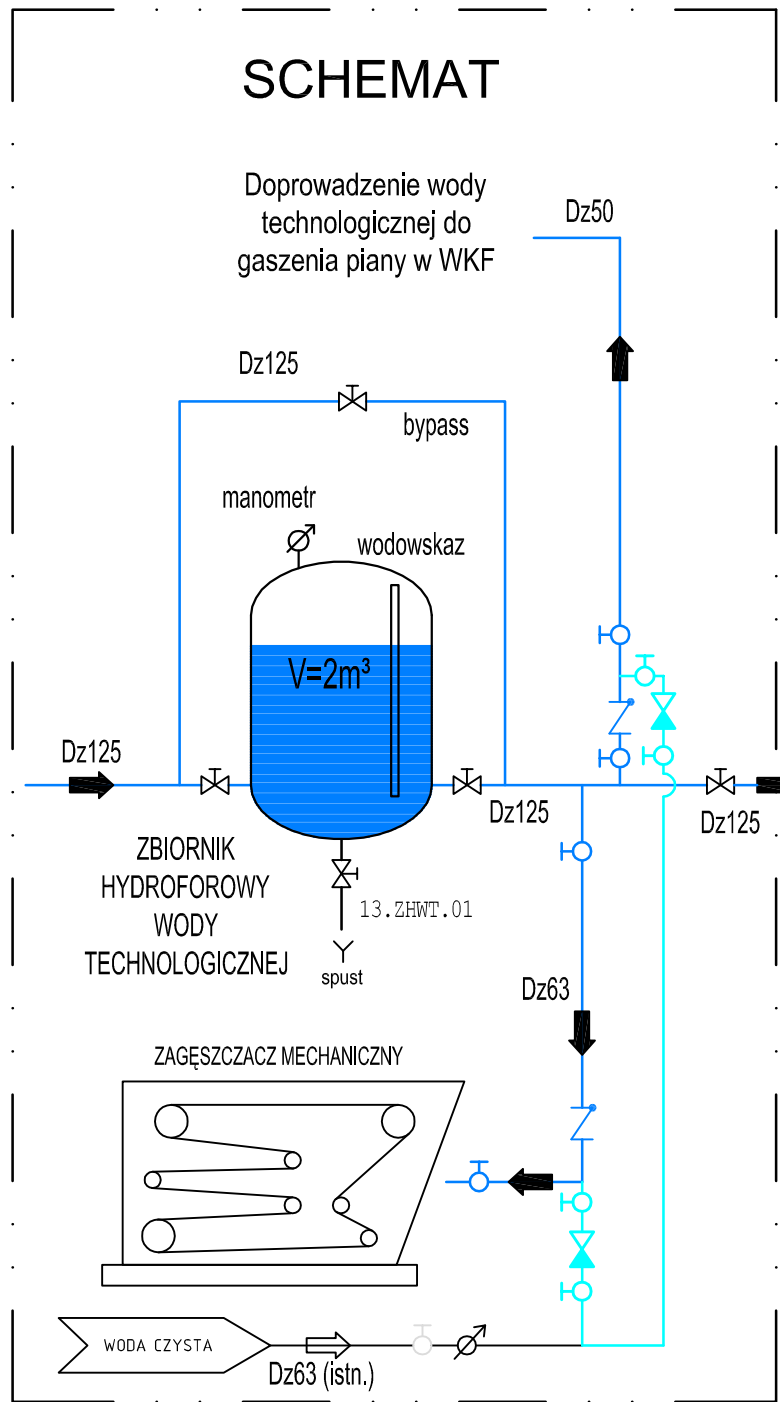 SCHEMAT
Doprowadzenie wody
technologicznej do
gaszenia piany w WKF
Dz50
Dz125
bypass
manometr
wodowskaz
V=2m³
Dz125
Dz125
Dz125
ZBIORNIK
HYDROFOROWY
WODY
TECHNOLOGICZNEJ
13.ZHWT.01
spust
Dz63
ZAGĘSZCZACZ MECHANICZNY
WODA CZYSTA
Dz63 (istn.)